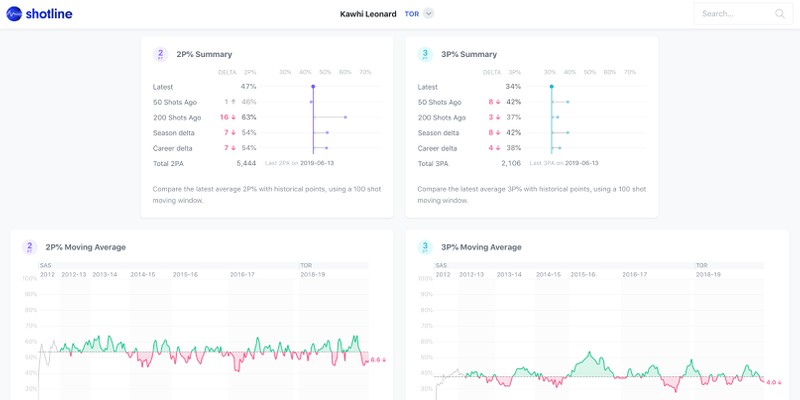 shotline
Kawhi Leonard TOR
Search...
2 PT 2P% Summary
DELTA 2P% 30% 40% 50% 60% 70%
Latest 47%
50 Shots Ago 1 ↑ 46%
200 Shots Ago 16 ↓ 63%
Season delta 7 ↓ 54%
Career delta 7 ↓ 54%
Total 2PA 5,444 Last 2PA on 2019-06-13
Compare the latest average 2P% with historical points, using a 100 shot
moving window.
3 PT 3P% Summary
DELTA 3P% 30% 40% 50% 60% 70%
Latest 34%
50 Shots Ago 8 ↓ 42%
200 Shots Ago 3 ↓ 37%
Season delta 8 ↓ 42%
Career delta 4 ↓ 38%
Total 3PA 2,106 Last 3PA on 2019-06-13
Compare the latest average 3P% with historical points, using a 100 shot
moving window.
2 PT 2P% Moving Average
SAS TOR
2012 2012-13 2013-14 2014-15 2015-16 2016-17 2018-19
100%
90%
80%
70%
60%
50%
40%
30%
6.6 ↓
3 PT 3P% Moving Average
SAS TOR
2012 2012-13 2013-14 2014-15 2015-16 2016-17 2018-19
100%
90%
80%
70%
60%
50%
40%
30%
4.0 ↓